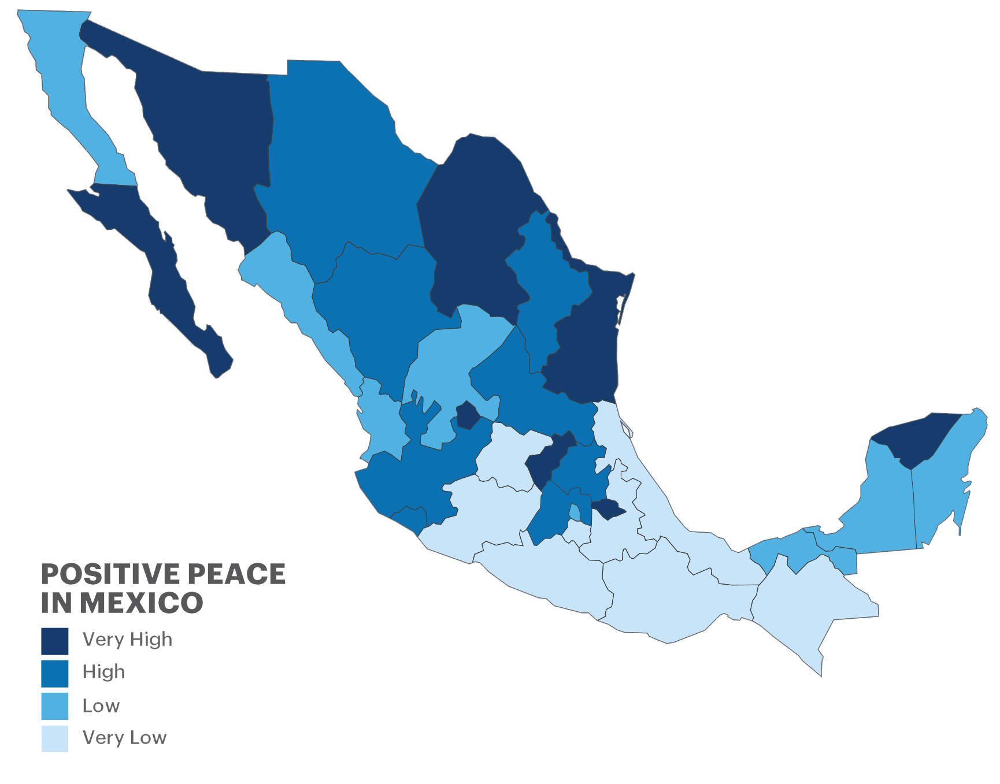 POSITIVE PEACE
IN MEXICO
Very High
High
Low
Very Low